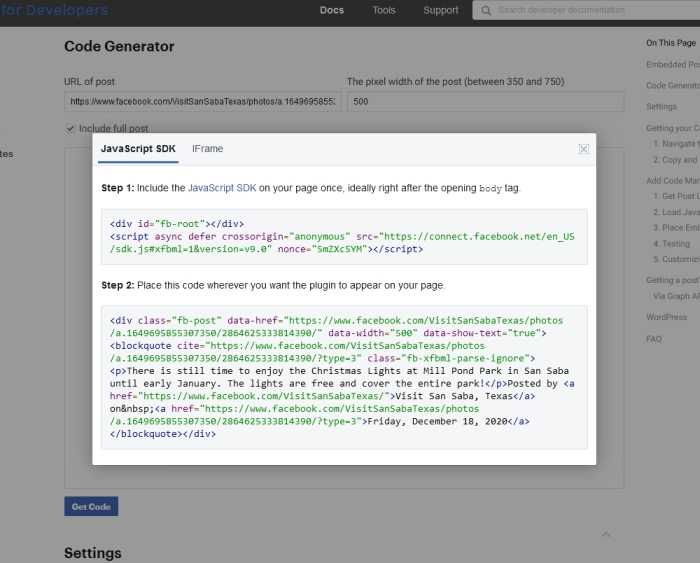 for Developers
Docs
Tools
Support
Search developer documentation
Code Generator
URL of post
The pixel width of the post (between 350 and 750)
https://www.facebook.com/VisitSanSabaTexas/photos/a.16496958553
500
Include full post
JavaScript SDK
IFrame
Step 1: Include the JavaScript SDK on your page once, ideally right after the opening body tag.
<div id="fb-root"></div>
<script async defer crossorigin="anonymous" src="https://connect.facebook.net/en_US
/sdk.js#xfbml=1&version=v9.0" nonce="5mZXc5YM"></script>
Step 2: Place this code wherever you want the plugin to appear on your page.
<div class="fb-post" data-href="https://www.facebook.com/VisitSanSabaTexas/photos
/a.1649695855307350/2864625333814390/" data-width="500" data-show-text="true">
<blockquote cite="https://www.facebook.com/VisitSanSabaTexas/photos
/a.1649695855307350/2864625333814390/?type=3" class="fb-xfbml-parse-ignore">
<p>There is still time to enjoy the Christmas Lights at Mill Pond Park in San Saba
until early January. The lights are free and cover the entire park!</p>Posted by <a
href="https://www.facebook.com/VisitSanSabaTexas/">Visit San Saba, Texas</a>
on&nbsp;<a href="https://www.facebook.com/VisitSanSabaTexas/photos
/a.1649695855307350/2864625333814390/?type=3">Friday, December 18, 2020</a>
</blockquote></div>
Get Code
Settings
tes
On This Page
Embedded Pos
Code Generato
Settings
Getting your C
1. Navigate t
2. Copy and
Add Code Man
1. Get Post U
2. Load Java
3. Place Emb
4. Testing
5. Customizi
Getting a post'
Via Graph AP
WordPress
FAQ